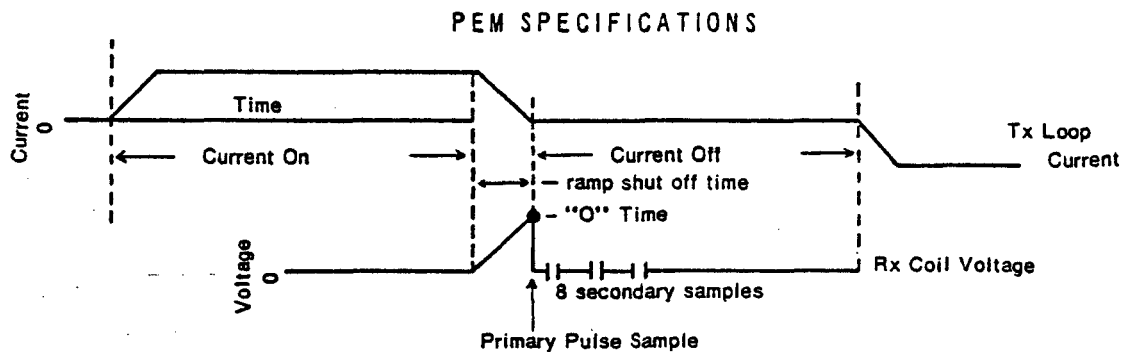 PEM SPECIFICATIONS
Current
0
Time
Current On
Current Off
Tx Loop
Current
ramp shut off time
"O" Time
Voltage
0
Rx Coil Voltage
8 secondary samples
Primary Pulse Sample